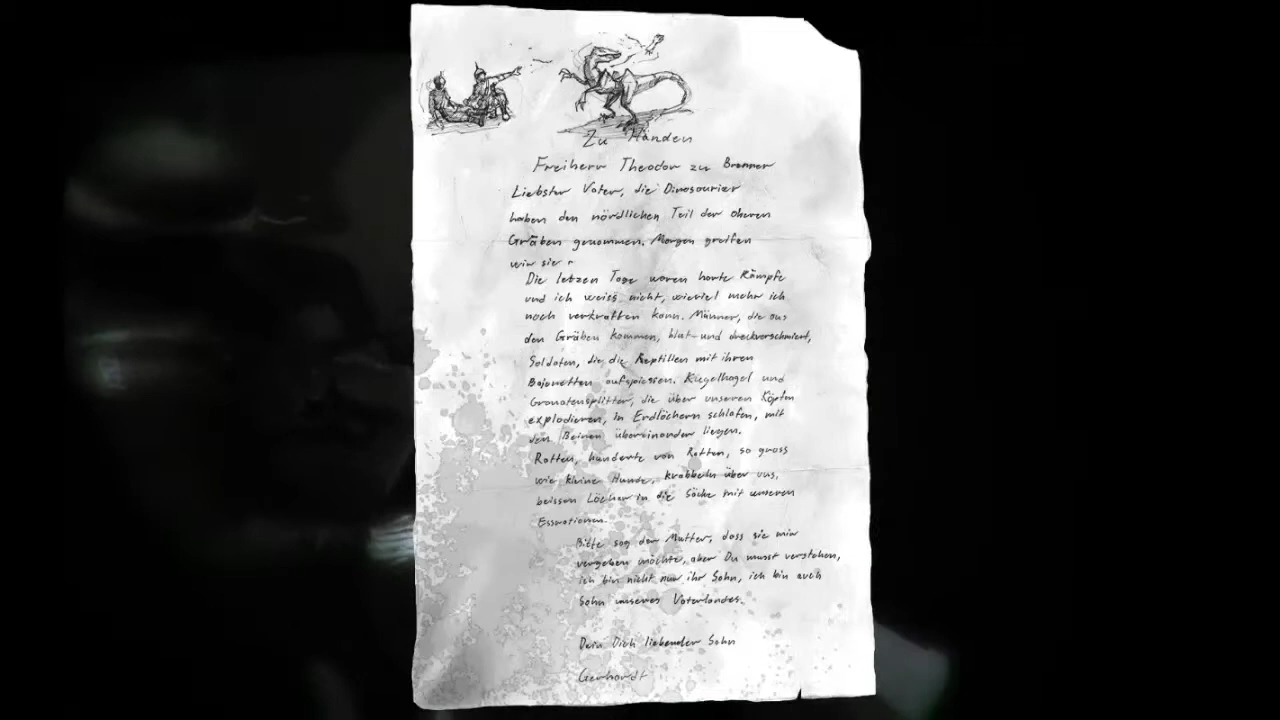 Zu Händen
Freiherr Theodor zu Brenner
Liebster Vater, die Dinosaurier
haben den nördlichen Teil der oberen
Gräben genommen. Morgen greifen
wir sie
Die letzen Tage waren harte Kämpfe
und ich weiss nicht, wieviel mehr ich
noch verkraften kann. Männer, die aus
den Gräben kommen, blut- und dreckverschmiert,
Soldaten, die die Reptilien mit ihren
Bajonetten aufspiessen. Kugelhagel und
Granatensplitter, die über unseren Köpfen
explodieren, in Erdlöchern schlafen, mit
den Beinen übereinander liegen.
Ratten, hunderte von Ratten, so gross
wie kleine Hunde, krabbeln über uns,
beissen Löcher in die Säcke mit unseren
Essrationen.
Bitte sag der Mutter, dass sie mir
vergeben möchte, aber Du musst verstehen,
ich bin nicht nur ihr Sohn, ich bin auch
Sohn unseres Vaterlandes.
Dein Dich liebender Sohn
Gerhardt